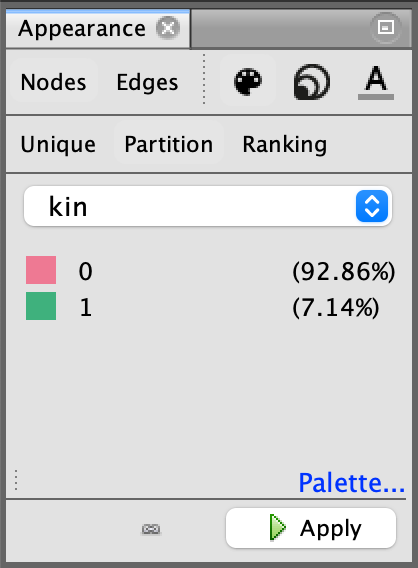 Appearance
Nodes Edges A
Unique Partition Ranking
kin
0 (92.86%)
1 (7.14%)
Palette...
Apply